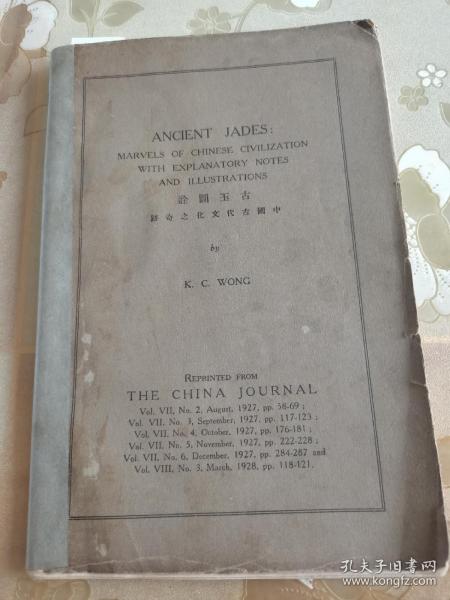 ANCIENT JADES:
MARVELS OF CHINESE CIVILIZATION
WITH EXPLANATORY NOTES
AND ILLUSTRATIONS
詮圖玉古
跡奇之化文代古國中
by
K. C. WONG
REPRINTED FROM
THE CHINA JOURNAL
Vol. VII, No. 2, August, 1927, pp. 58-69 ;
Vol. VII, No. 3, September, 1927, pp. 117-123 ;
Vol. VII, No. 4, October, 1927, pp. 176-181 ;
Vol. VII, No. 5, November, 1927, pp. 222-228 ;
Vol. VII, No. 6, December, 1927, pp. 284-287 and
Vol. VIII, No. 3, March, 1928, pp. 118-121.
孔夫子旧书网
www.kongfz.com